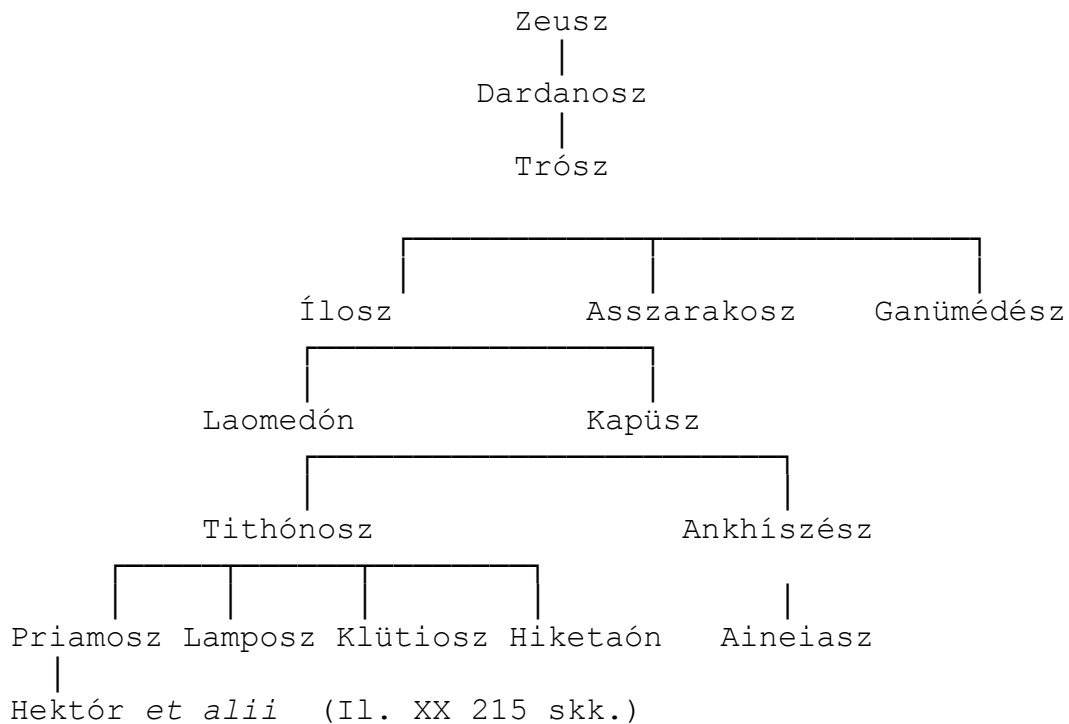 Zeusz
Dardanosz
Trósz
Ílosz Asszarakosz Ganümédész
Laomedón Kapüsz
Tithónosz Ankhíszész
Priamosz Lamposz Klütiosz Hiketaón Aineiasz
Hektór et alii (Il. XX 215 skk.)